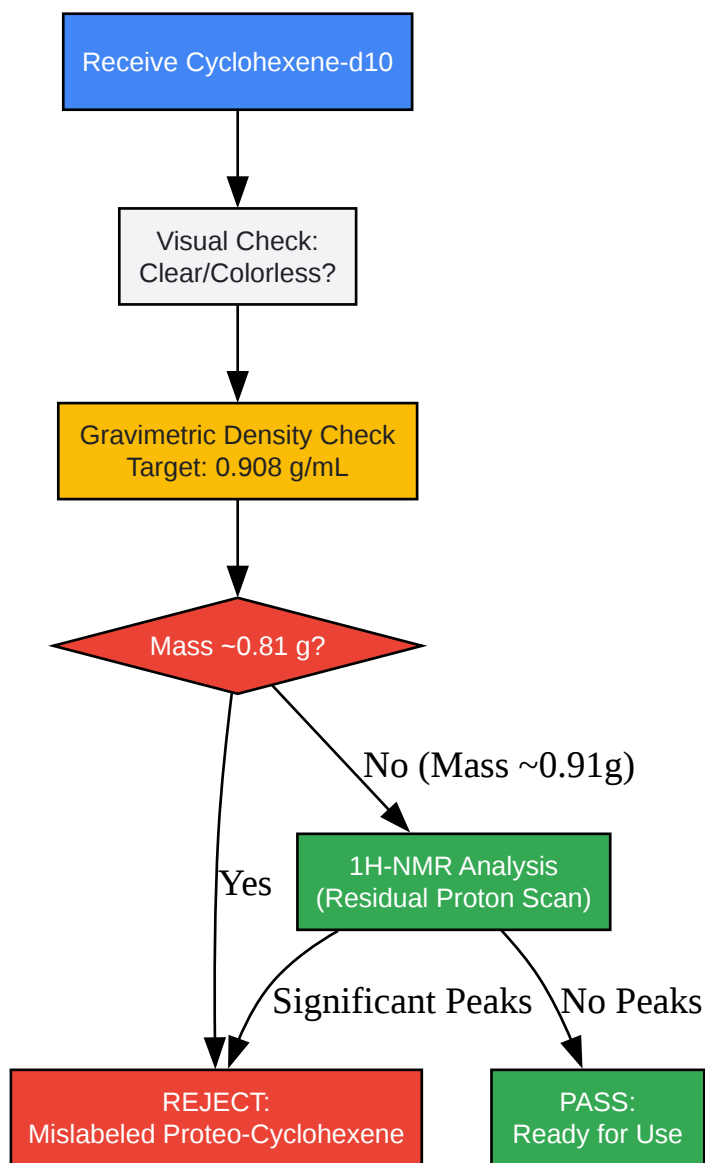 Receive Cyclohexene-d10
Visual Check:
Clear/Colorless?
Gravimetric Density Check
Target: 0.908 g/mL
Mass ~0.81 g?
No (Mass ~0.91g)
1H-NMR Analysis
(Residual Proton Scan)
Yes
Significant Peaks
No Peaks
REJECT:
Mislabeled Proteo-Cyclohexene
PASS:
Ready for Use